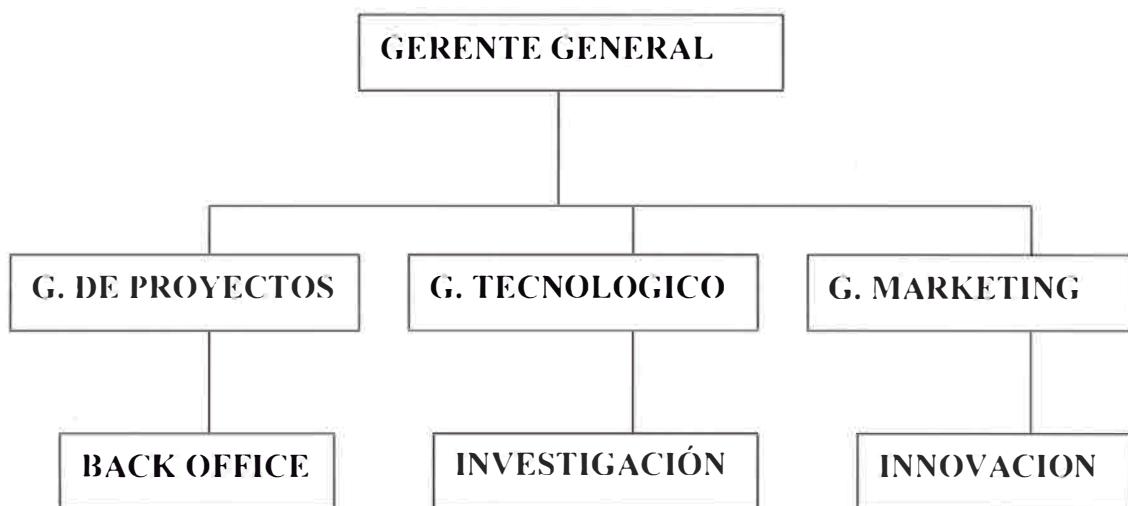 GERENTE GENERAL
G. DE PROYECTOS
G. TECNOLOGICO
G. MARKETING
BACK OFFICE
INVESTIGACIÓN
INNOVACION